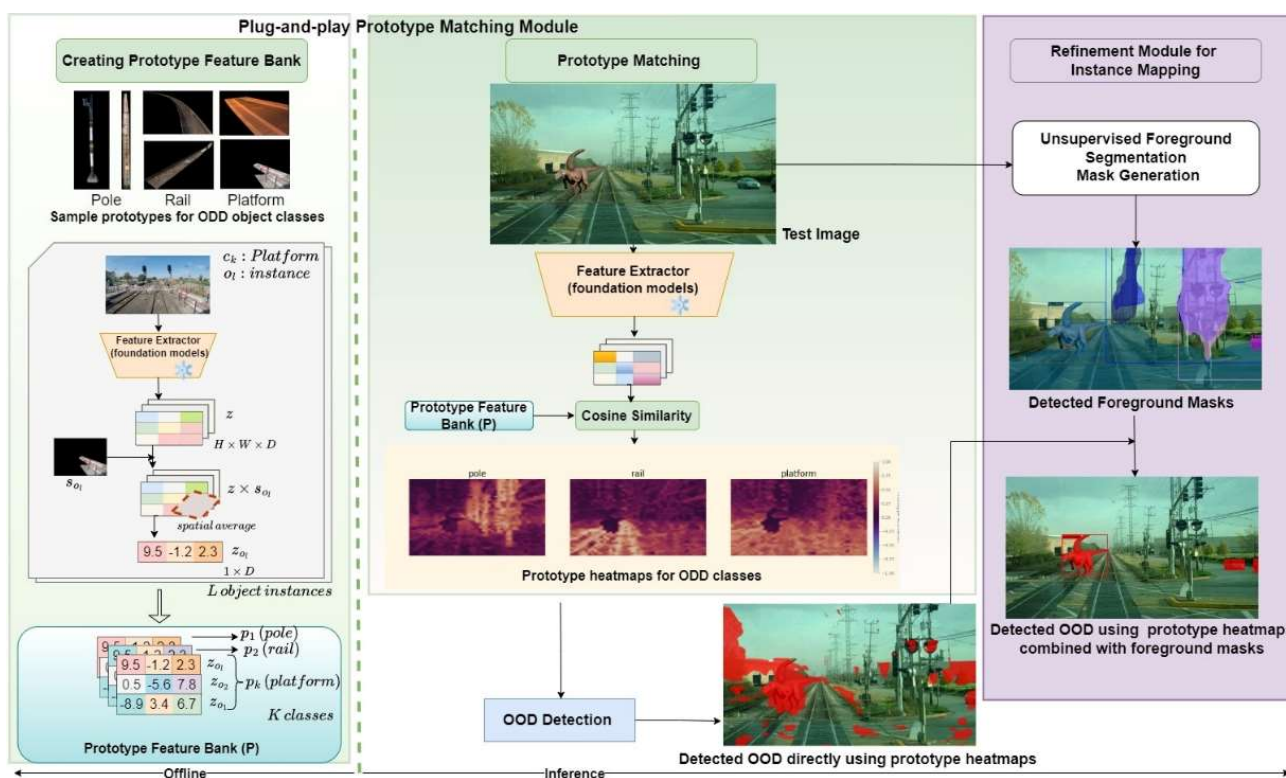 Plug-and-play Prototype Matching Module
Creating Prototype Feature Bank
Pole Rail Platform
Sample prototypes for ODD object classes
c_k : Platform
o_l : instance
Feature Extractor
(foundation models)
z
H × W × D
s_{o_l}
z × s_{o_l}
spatial average
9.5 -1.2 2.3 z_{o_l}
1 × D
L object instances
p_1 (pole)
p_2 (rail)
9.5 -1.2 2.3 z_{o_l}
0.5 -5.6 7.8 z_{o_2} p_k (platform)
-8.9 3.4 6.7 z_{o_1}
K classes
Prototype Feature Bank (P)
Offline
Prototype Matching
Test Image
Feature Extractor
(foundation models)
Prototype Feature
Bank (P)
Cosine Similarity
pole rail platform
Prototype heatmaps for ODD classes
OOD Detection
Detected OOD directly using prototype heatmaps
Inference
Refinement Module for
Instance Mapping
Unsupervised Foreground
Segmentation
Mask Generation
Detected Foreground Masks
Detected OOD using prototype heatmap
combined with foreground masks